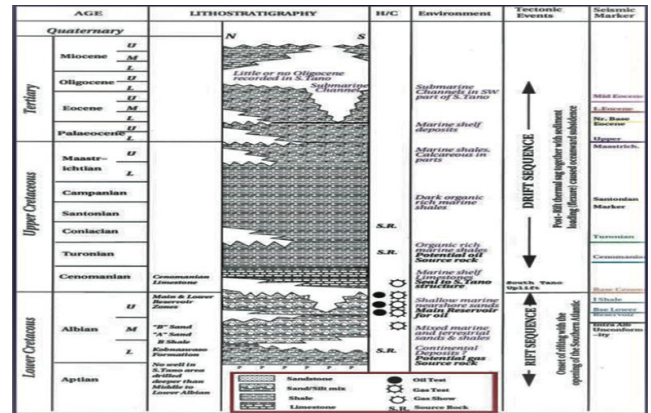 AGE
LITHOSTRATIGRAPHY
H/C
Environment
Tectonic
Events
Seismic
Marker
Quaternary
N
S
Tertiary
Miocene
U
M
L
Oligocene
U
L
Eocene
U
M
L
Palaeocene
U
L
Little or no Oligocene
recorded in S.Tano
Submarine
Channel
Submarine
Channels in SW
part of S.Tano
Marine shelf
deposits
Mid Eocene
L.Eocene
Nr. Base
Eocene
Upper
Maastrich.
Upper Cretaceous
Maastr-
ichtian
U
L
Campanian
Santonian
Coniacian
Turonian
Cenomanian
Cenomanian
Limestone
S.R.
S.R.
Marine shales.
Calcareous in
parts
Dark organic
rich marine
shales
Organic
rich marine shales
Potential oil
Source rock
Marine shelf
Limestones
Seal to S.Tano
structure
DRIFT SEQUENCE
Post-Rift thermal sag together with sediment
loading (flexure) caused oceanward subsidence
Santonian
Marker
Turonian
Cenomanian
South Tano
Uplift
Base Cenom
Lower Cretaceous
Albian
U
M
L
Aptian
Main & Lower
Reservoir
Zones
"B" Sand
"A" Sand
B Shale
Kobnaswaso
Formation
No well in
S.Tano area
drilled
deeper than
Middle to
Lower Albian
S.R.
Shallow marine
nearshore sands
Main Reservoir
for oil
Mixed marine
and terrestrial
sands & shales
Continental
Deposits ?
Potential gas
Source rock
RIFT SEQUENCE
Onset of rifting with the
opening of the Southern Atlantic
I Shale
Bse Lower
Reservoir
Intra Alb
Unconform
-ity
P P P P P P P
Sandstone
Sand/Silt mix
Shale
Limestone
Oil Test
Gas Test
Gas Show
S.R. Source Rock